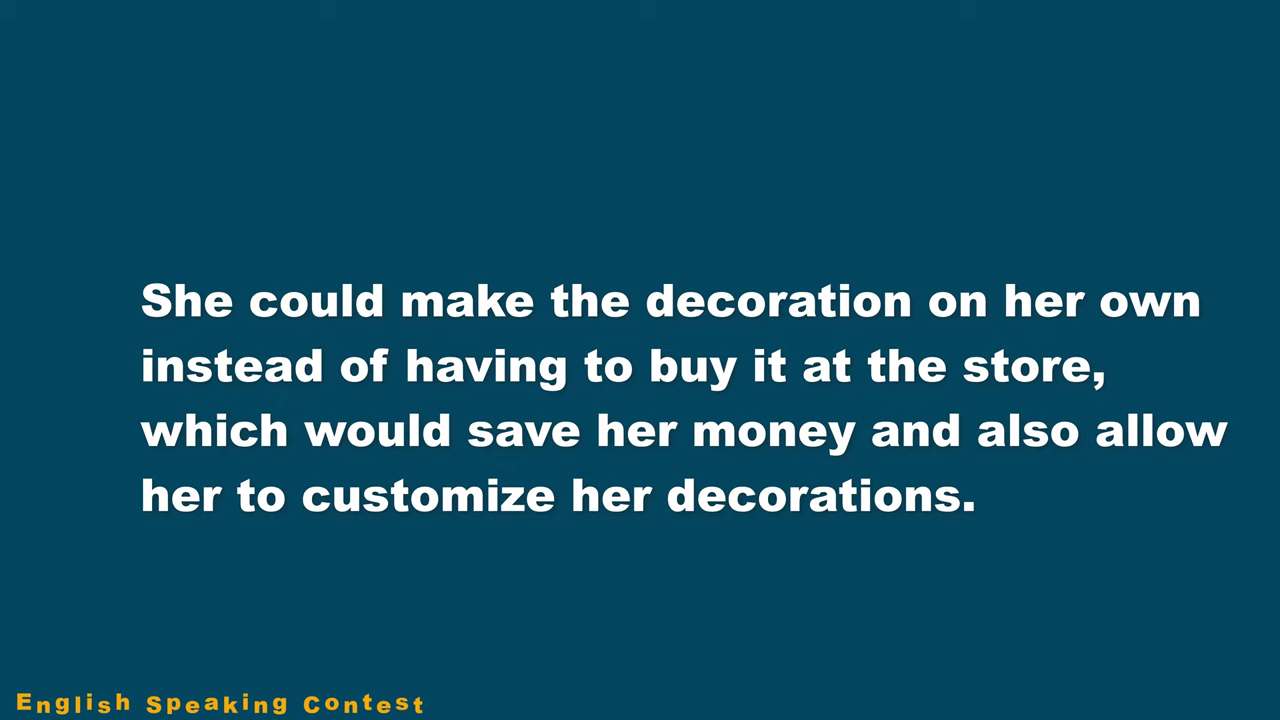 She could make the decoration on her own
instead of having to buy it at the store,
which would save her money and also allow
her to customize her decorations.
English Speaking Contest